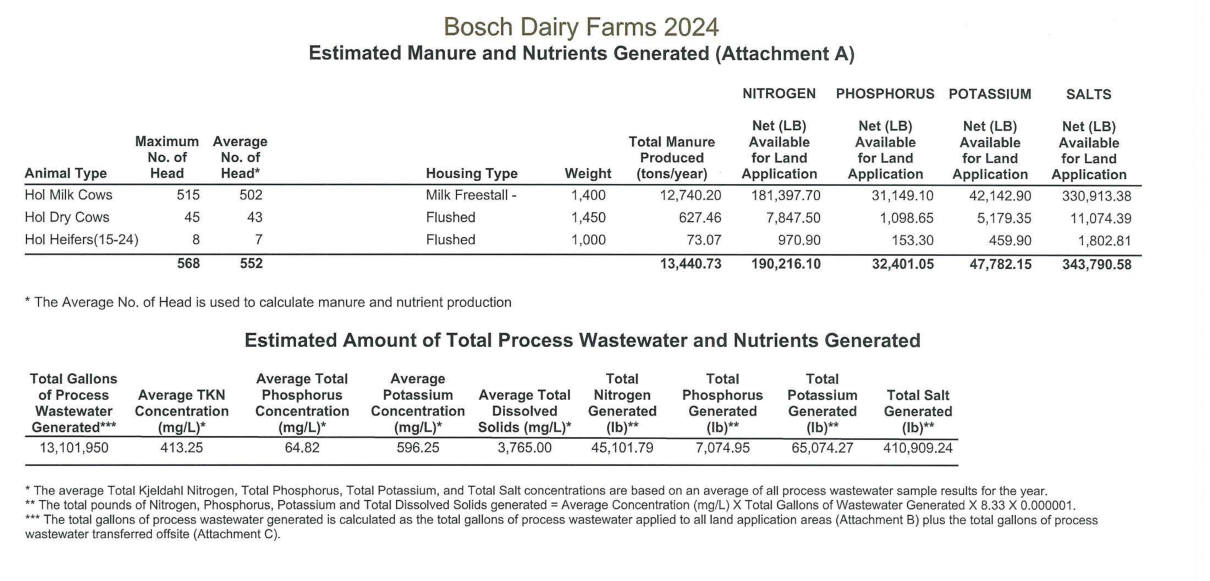 Bosch Dairy Farms 2024
Estimated Manure and Nutrients Generated (Attachment A)
NITROGEN PHOSPHORUS POTASSIUM SALTS
Net (LB) Net (LB) Net (LB) Net (LB)
Maximum Average Total Manure Available Available Available Available
No. of No. of Produced for Land for Land for Land for Land
Animal Type Head Head* Housing Type Weight (tons/year) Application Application Application Application
Hol Milk Cows 515 502 Milk Freestall - 1,400 12,740.20 181,397.70 31,149.10 42,142.90 330,913.38
Hol Dry Cows 45 43 Flushed 1,450 627.46 7,847.50 1,098.65 5,179.35 11,074.39
Hol Heifers(15-24) 8 7 Flushed 1,000 73.07 970.90 153.30 459.90 1,802.81
568 552 13,440.73 190,216.10 32,401.05 47,782.15 343,790.58
* The Average No. of Head is used to calculate manure and nutrient production
Estimated Amount of Total Process Wastewater and Nutrients Generated
Total Gallons Average Total Average Total Total Total
of Process Average TKN Phosphorus Potassium Average Total Nitrogen Phosphorus Potassium Total Salt
Wastewater Concentration Concentration Concentration Dissolved Generated Generated Generated Generated
Generated*** (mg/L)* (mg/L)* (mg/L)* Solids (mg/L)* (lb)** (lb)** (lb)** (lb)**
13,101,950 413.25 64.82 596.25 3,765.00 45,101.79 7,074.95 65,074.27 410,909.24
* The average Total Kjeldahl Nitrogen, Total Phosphorus, Total Potassium, and Total Salt concentrations are based on an average of all process wastewater sample results for the year.
** The total pounds of Nitrogen, Phosphorus, Potassium and Total Dissolved Solids generated = Average Concentration (mg/L) X Total Gallons of Wastewater Generated X 8.33 X 0.000001.
*** The total gallons of process wastewater generated is calculated as the total gallons of process wastewater applied to all land application areas (Attachment B) plus the total gallons of process
wastewater transferred offsite (Attachment C).